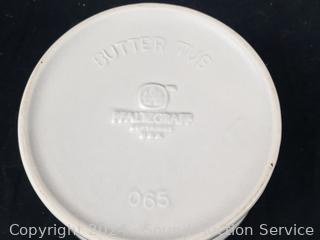 BUTTER TUB
PFALTZGRAFF
U.S.A.
065
Copyright
Auction Service